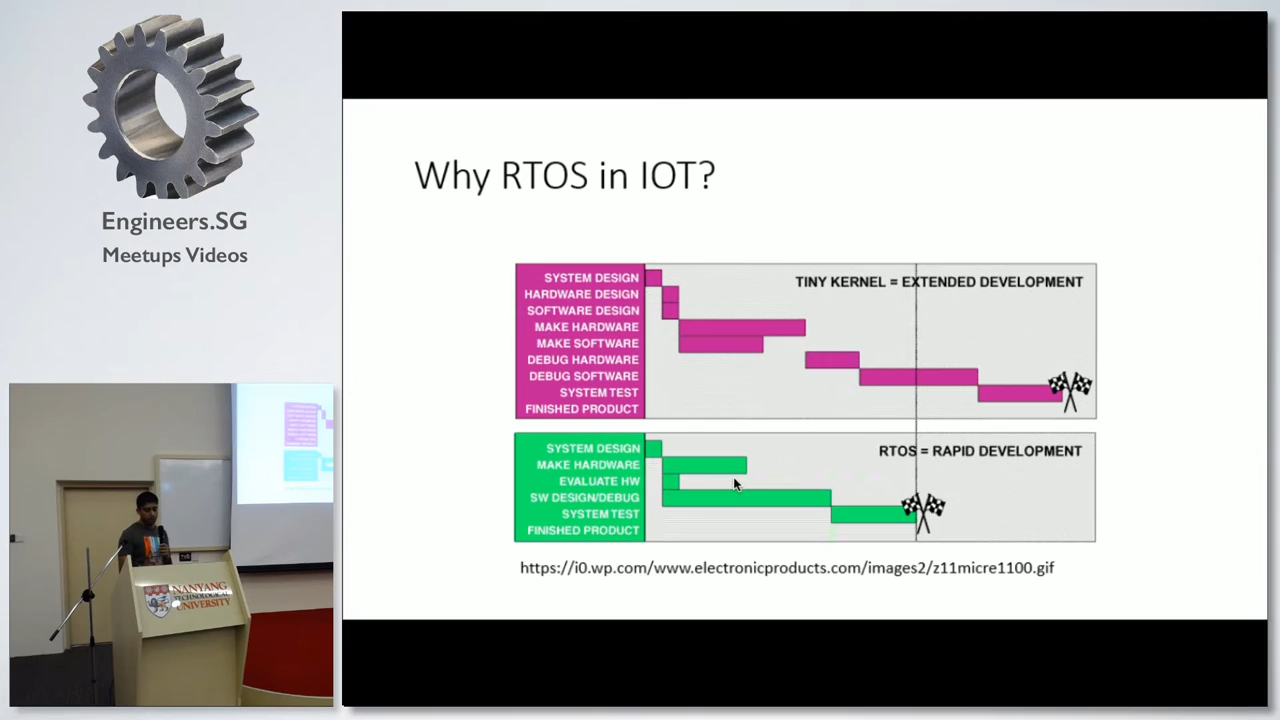 Engineers.SG
Meetups Videos
Why RTOS in IOT?
SYSTEM DESIGN
HARDWARE DESIGN
SOFTWARE DESIGN
MAKE HARDWARE
MAKE SOFTWARE
DEBUG HARDWARE
DEBUG SOFTWARE
SYSTEM TEST
FINISHED PRODUCT
TINY KERNEL = EXTENDED DEVELOPMENT
SYSTEM DESIGN
MAKE HARDWARE
EVALUATE HW
SW DESIGN/DEBUG
SYSTEM TEST
FINISHED PRODUCT
RTOS = RAPID DEVELOPMENT
https://i0.wp.com/www.electronicproducts.com/images2/z11micre1100.gif
NANYANG
TECHNOLOGICAL
UNIVERSITY